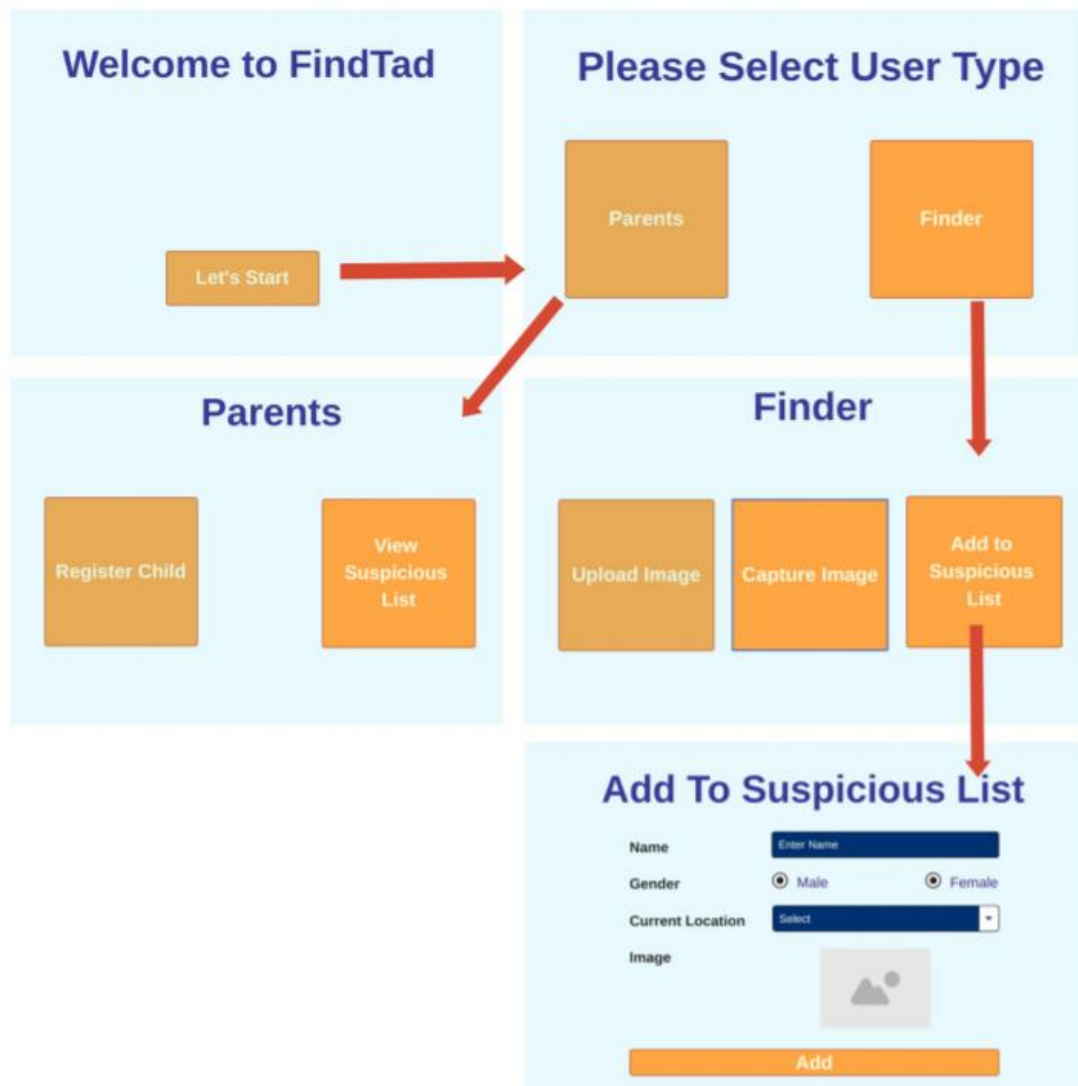 Welcome to FindTad
Let's Start
Please Select User Type
Parents
Finder
Parents
Register Child
View
Suspicious
List
Finder
Upload Image
Capture Image
Add to
Suspicious
List
Add To Suspicious List
Name
Enter Name
Gender
Male
Female
Current Location
Select
Image
Add